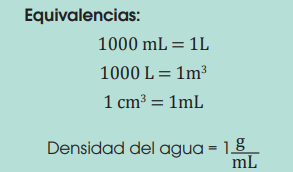 Equivalencias:
1000 mL = 1L
1000 L = 1m³
1 cm³ = 1mL
Densidad del agua = 1 g/mL